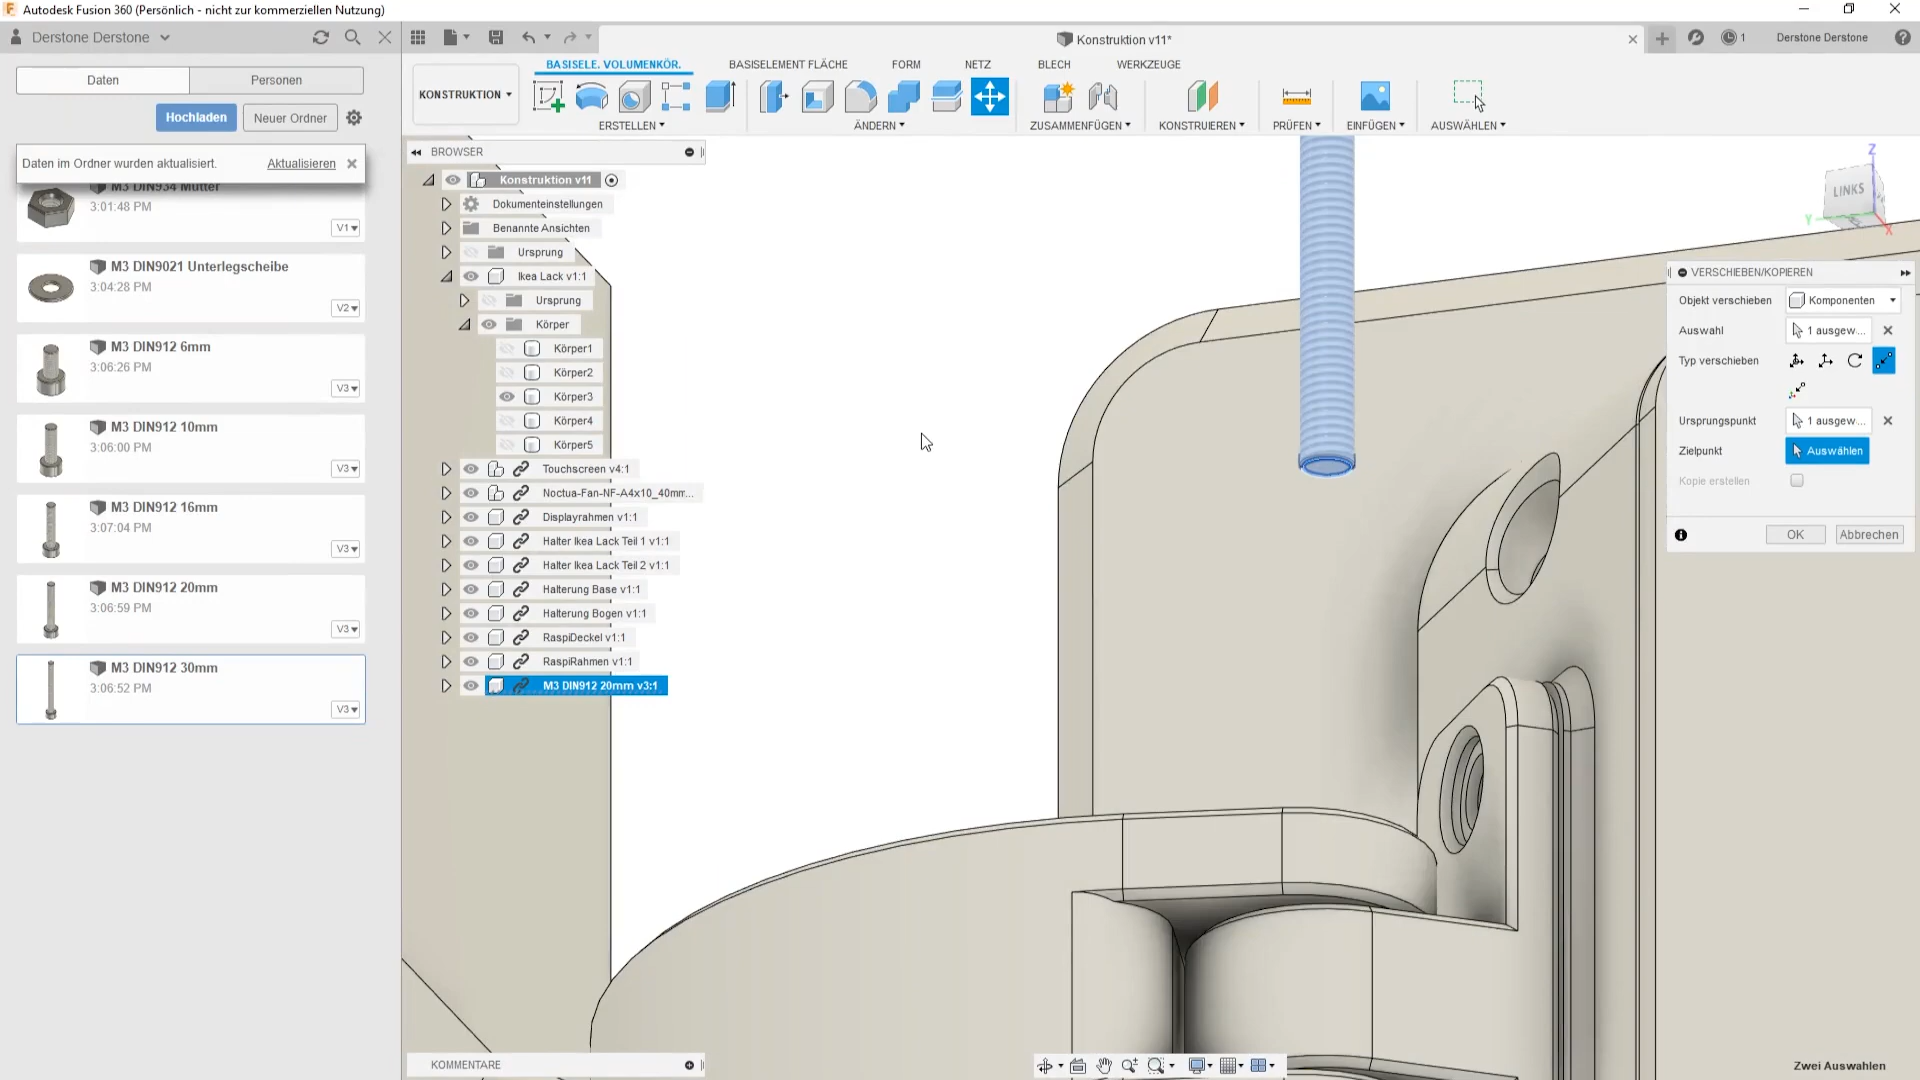 Autodesk Fusion 360 (Persönlich - nicht zur kommerziellen Nutzung)
Derstone Derstone
Konstruktion v11*
1
Derstone Derstone
Daten
Personen
Hochladen
Neuer Ordner
Daten im Ordner wurden aktualisiert.
Aktualisieren
M3 DIN934 Mutter
3:01:48 PM
V1
M3 DIN9021 Unterlegscheibe
3:04:28 PM
V2
M3 DIN912 6mm
3:06:26 PM
V3
M3 DIN912 10mm
3:06:00 PM
V3
M3 DIN912 16mm
3:07:04 PM
V3
M3 DIN912 20mm
3:06:59 PM
V3
M3 DIN912 30mm
3:06:52 PM
V3
KONSTRUKTION
BASISELE. VOLUMENKÖR.
BASISELEMENT FLÄCHE
FORM
NETZ
BLECH
WERKZEUGE
ERSTELLEN
ÄNDERN
ZUSAMMENFÜGEN
KONSTRUIEREN
PRÜFEN
EINFÜGEN
AUSWÄHLEN
BROWSER
Konstruktion v11
Dokumenteinstellungen
Benannte Ansichten
Ursprung
Ikea Lack v1:1
Ursprung
Körper
Körper1
Körper2
Körper3
Körper4
Körper5
Touchscreen v4:1
Noctua-Fan-NF-A4x10_40mm...
Displayrahmen v1:1
Halter Ikea Lack Teil 1 v1:1
Halter Ikea Lack Teil 2 v1:1
Halterung Base v1:1
Halterung Bogen v1:1
RaspiDeckel v1:1
RaspiRahmen v1:1
M3 DIN912 20mm v3:1
Z
LINKS
Y
X
VERSCHIEBEN/KOPIEREN
Objekt verschieben
Komponenten
Auswahl
1 ausgew...
Typ verschieben
Ursprungspunkt
1 ausgew...
Zielpunkt
Auswählen
Kopie erstellen
OK
Abbrechen
KOMMENTARE
Zwei Auswahlen